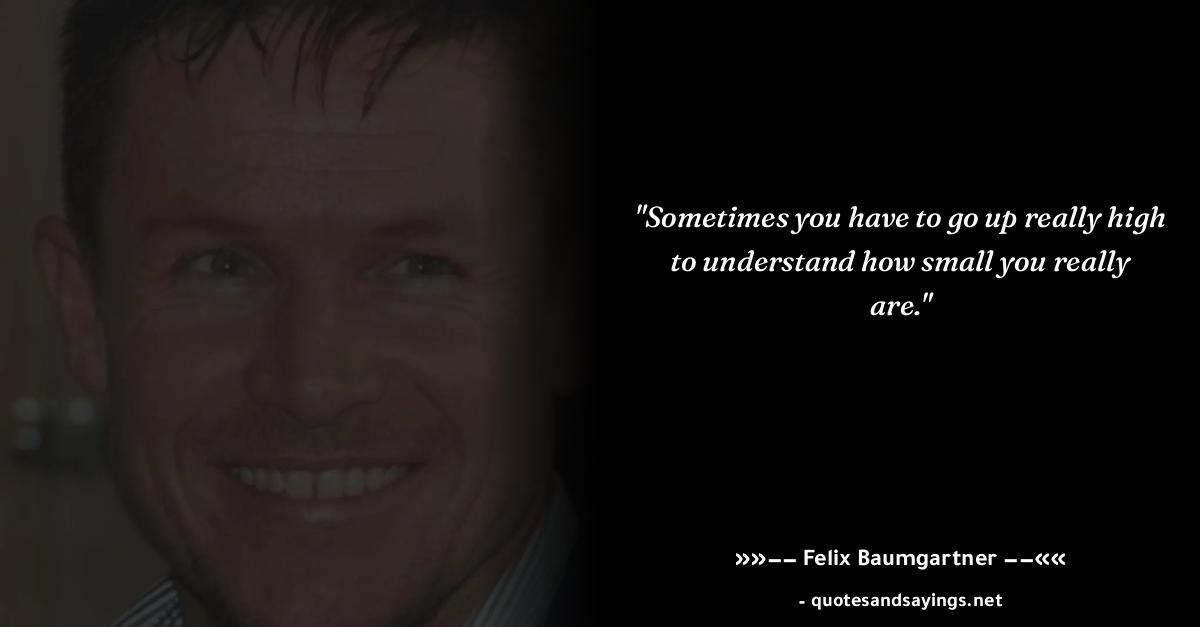 "Sometimes you have to go up really high
to understand how small you really
are."
»»–– Felix Baumgartner ––««
- quotesandsayings.net